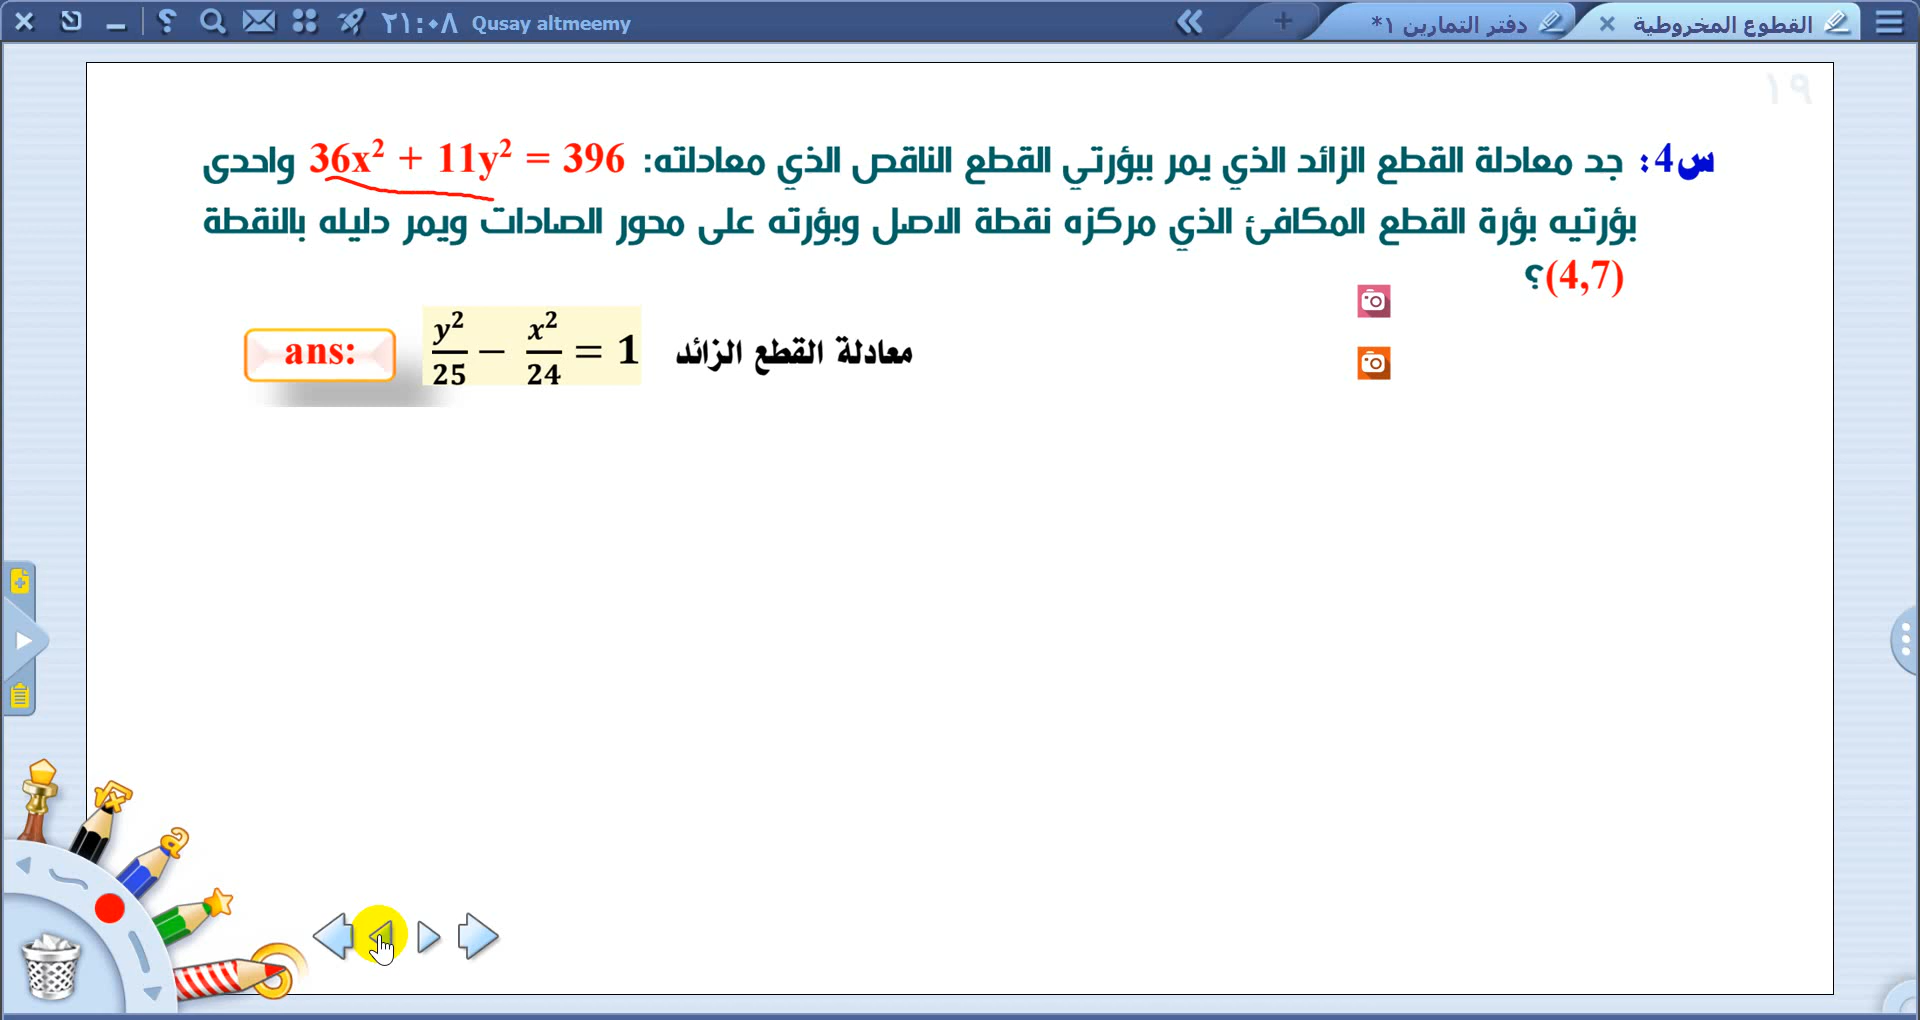 ٢١:٠٨ Qusay altmeemy
دفتر التمارين ١*
القطوع المخروطية
١٩
س4: جد معادلة القطع الزائد الذي يمر ببؤرتي القطع الناقص الذي معادلته: 36x² + 11y² = 396 واحدى
بؤرتيه بؤرة القطع المكافئ الذي مركزه نقطة الاصل وبؤرته على محور الصادات ويمر دليله بالنقطة
(4,7)؟
ans: y²/25 − x²/24 = 1 معادلة القطع الزائد